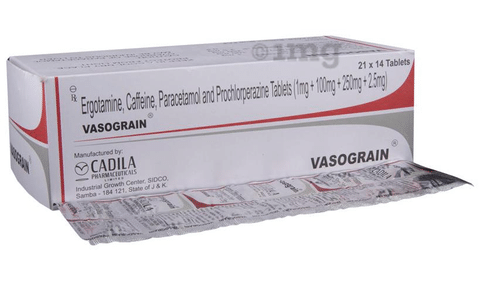 1mg
21 x 14 Tablets
Rx
Ergotamine, Caffeine, Paracetamol and Prochlorperazine Tablets (1mg + 100mg + 250mg + 2.5mg)
VASOGRAIN®
Manufactured by:
CADILA
PHARMACEUTICALS
LIMITED
Industrial Growth Center, SIDCO,
Samba - 184 121, State of J & K
VASOGRAIN®
VASOGRAIN